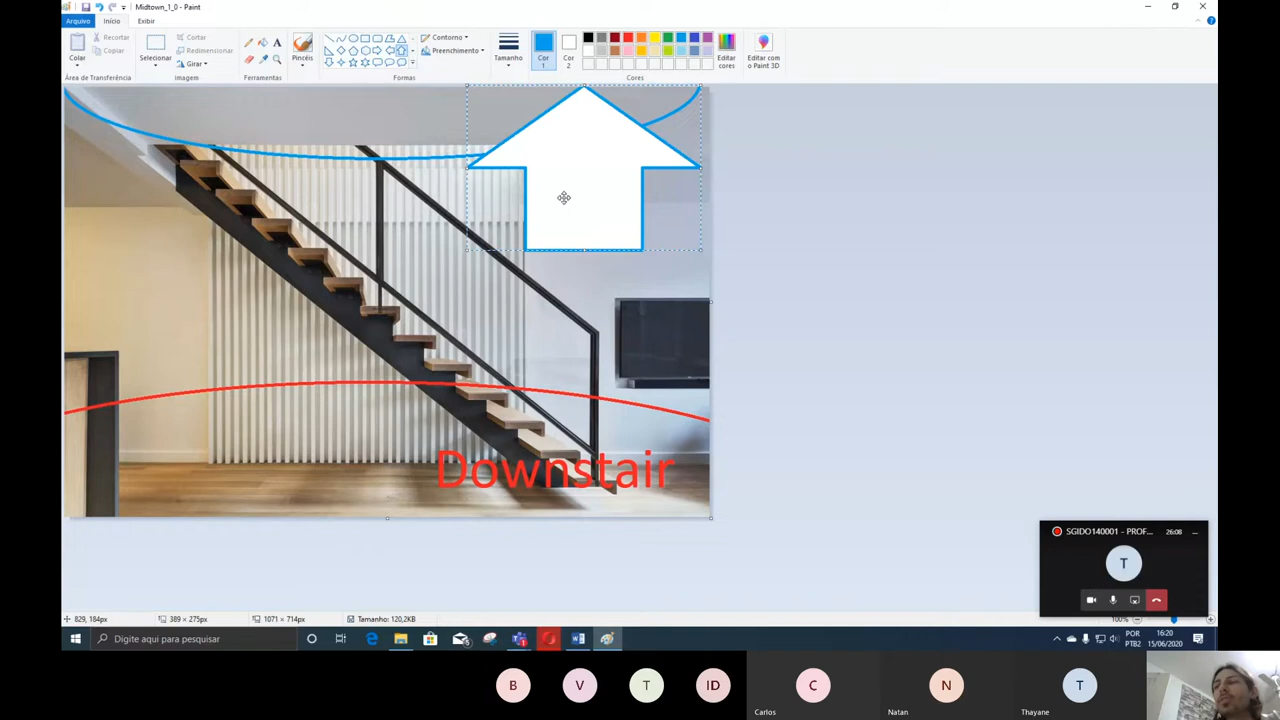 Midtown_1_0 - Paint
Arquivo
Início
Exibir
Colar
Recortar
Copiar
Área de Transferência
Selecionar
Cortar
Redimensionar
Girar
Imagem
Ferramentas
Pincéis
Formas
Contorno
Preenchimento
Tamanho
Cor
1
Cor
2
Cores
Editar
cores
Editar com
o Paint 3D
Downstair
SGIDO140001 - PROF...
26:08
T
829, 184px
389 × 275px
1071 × 714px
Tamanho: 120,2KB
100%
Digite aqui para pesquisar
POR
PTB2
16:20
15/06/2020
B
V
T
ID
C
Carlos
N
Natan
T
Thayane